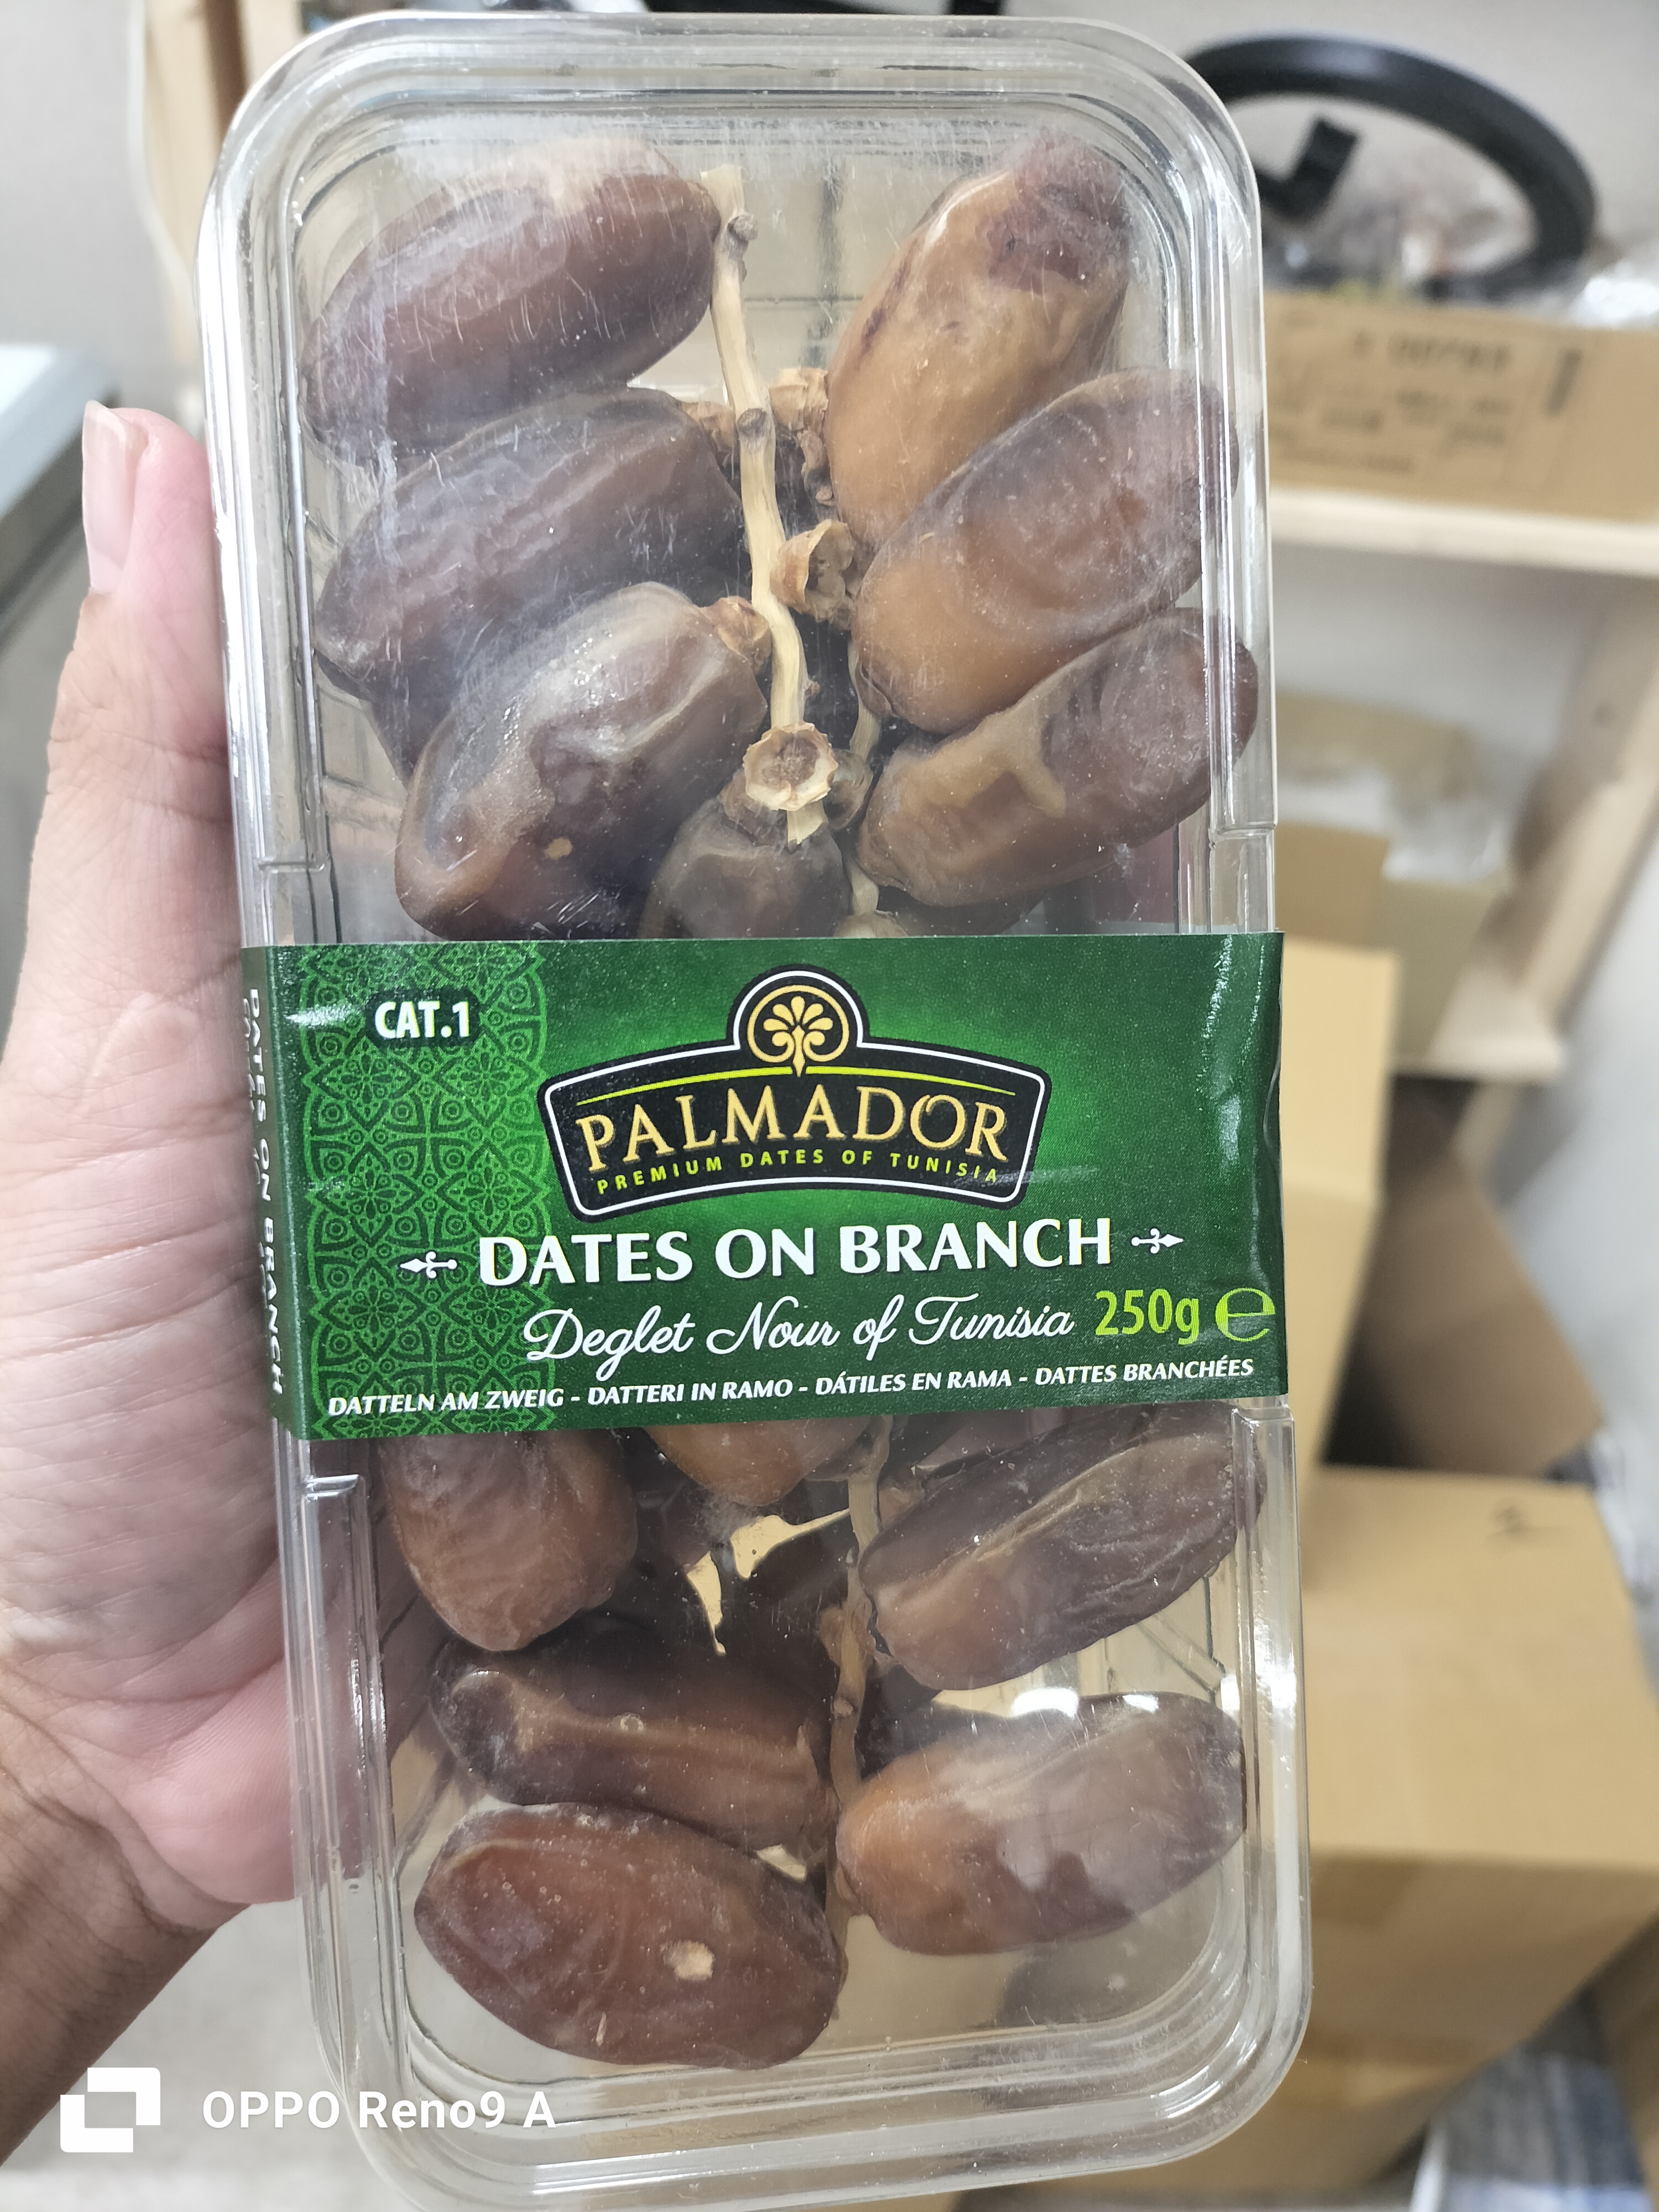 CAT.1
PALMADOR
PREMIUM DATES OF TUNISIA
DATES ON BRANCH
Deglet Nour of Tunisia 250g ℮
DATTELN AM ZWEIG - DATTERI IN RAMO - DÁTILES EN RAMA - DATTES BRANCHÉES
DATES ON BRANCH
OPPO Reno9 A